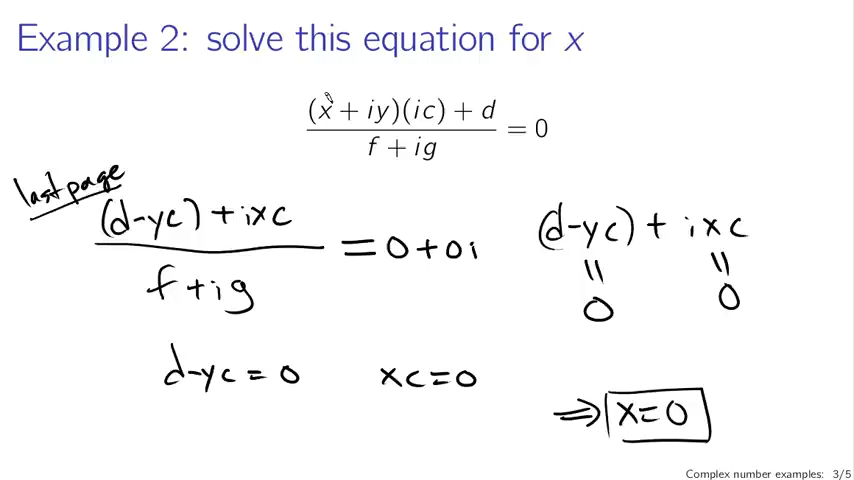 Example 2: solve this equation for x
(x + iy)(ic) + d
f + ig
= 0
last page
(d-yc) + ixc
f + ig
= 0 + 0i
(d-yc) + ixc
= =
0 0
d-yc = 0 xc = 0
⇒ x = 0
Complex number examples: 3/5